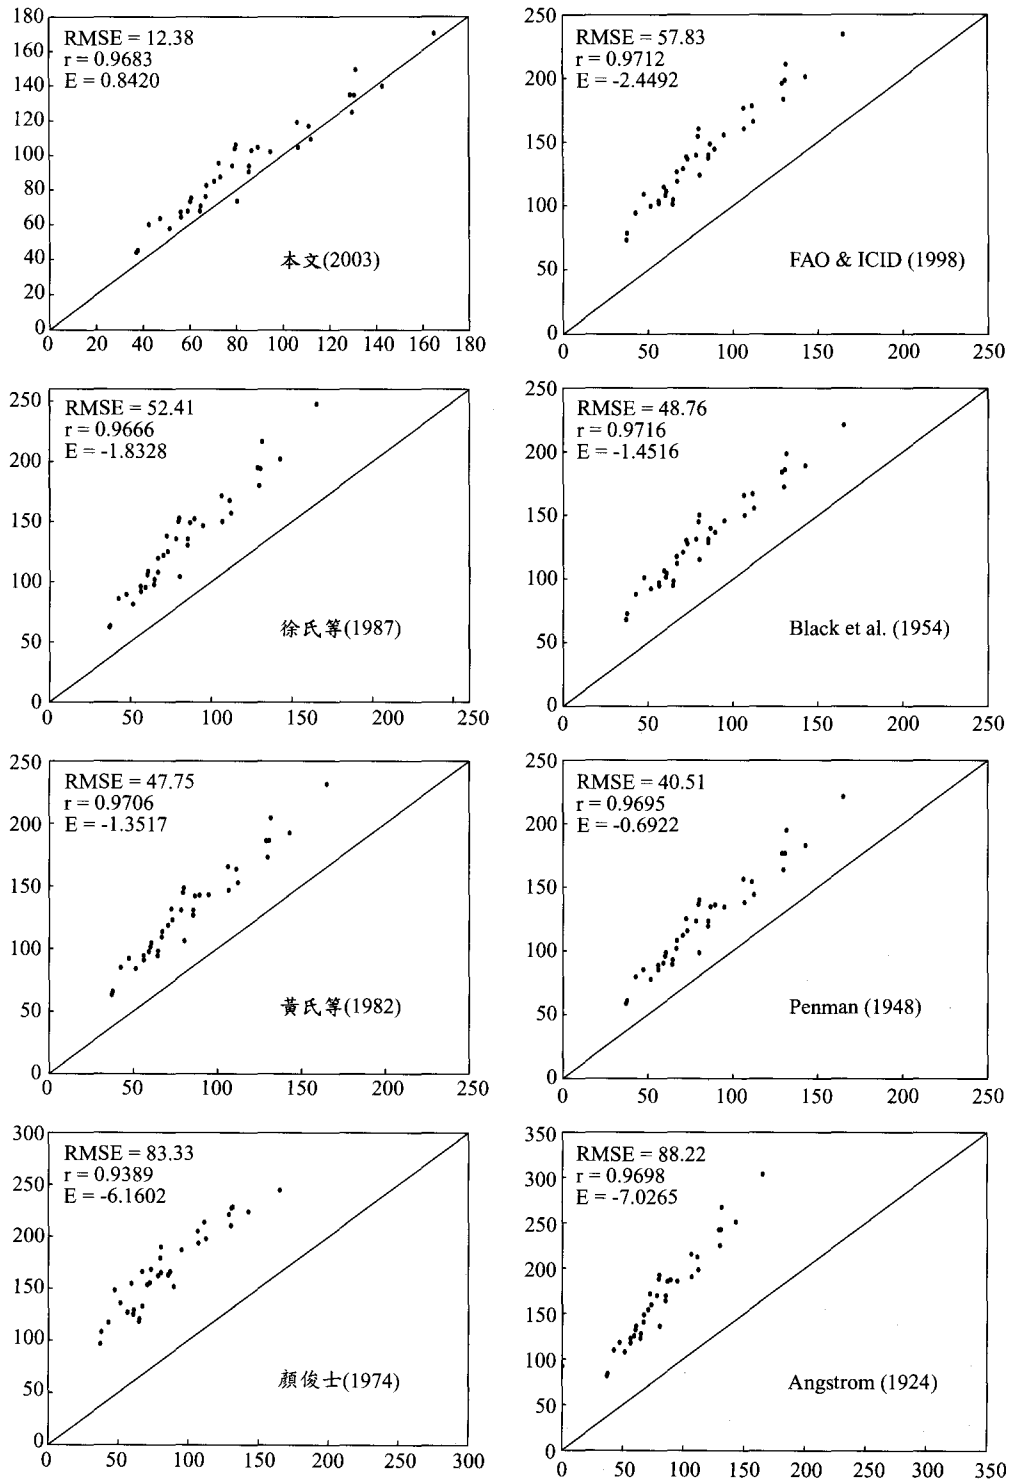 180
160
140
120
100
80
60
40
20
0
RMSE = 12.38
r = 0.9683
E = 0.8420
本文(2003)
0 20 40 60 80 100 120 140 160 180
250
200
150
100
50
0
RMSE = 57.83
r = 0.9712
E = -2.4492
FAO & ICID (1998)
0 50 100 150 200 250
250
200
150
100
50
0
RMSE = 52.41
r = 0.9666
E = -1.8328
徐氏等(1987)
0 50 100 150 200 250
250
200
150
100
50
0
RMSE = 48.76
r = 0.9716
E = -1.4516
Black et al. (1954)
0 50 100 150 200 250
250
200
150
100
50
0
RMSE = 47.75
r = 0.9706
E = -1.3517
黃氏等(1982)
0 50 100 150 200 250
250
200
150
100
50
0
RMSE = 40.51
r = 0.9695
E = -0.6922
Penman (1948)
0 50 100 150 200 250
300
250
200
150
100
50
0
RMSE = 83.33
r = 0.9389
E = -6.1602
顏俊士(1974)
0 50 100 150 200 250 300
350
300
250
200
150
100
50
0
RMSE = 88.22
r = 0.9698
E = -7.0265
Angstrom (1924)
0 50 100 150 200 250 300 350